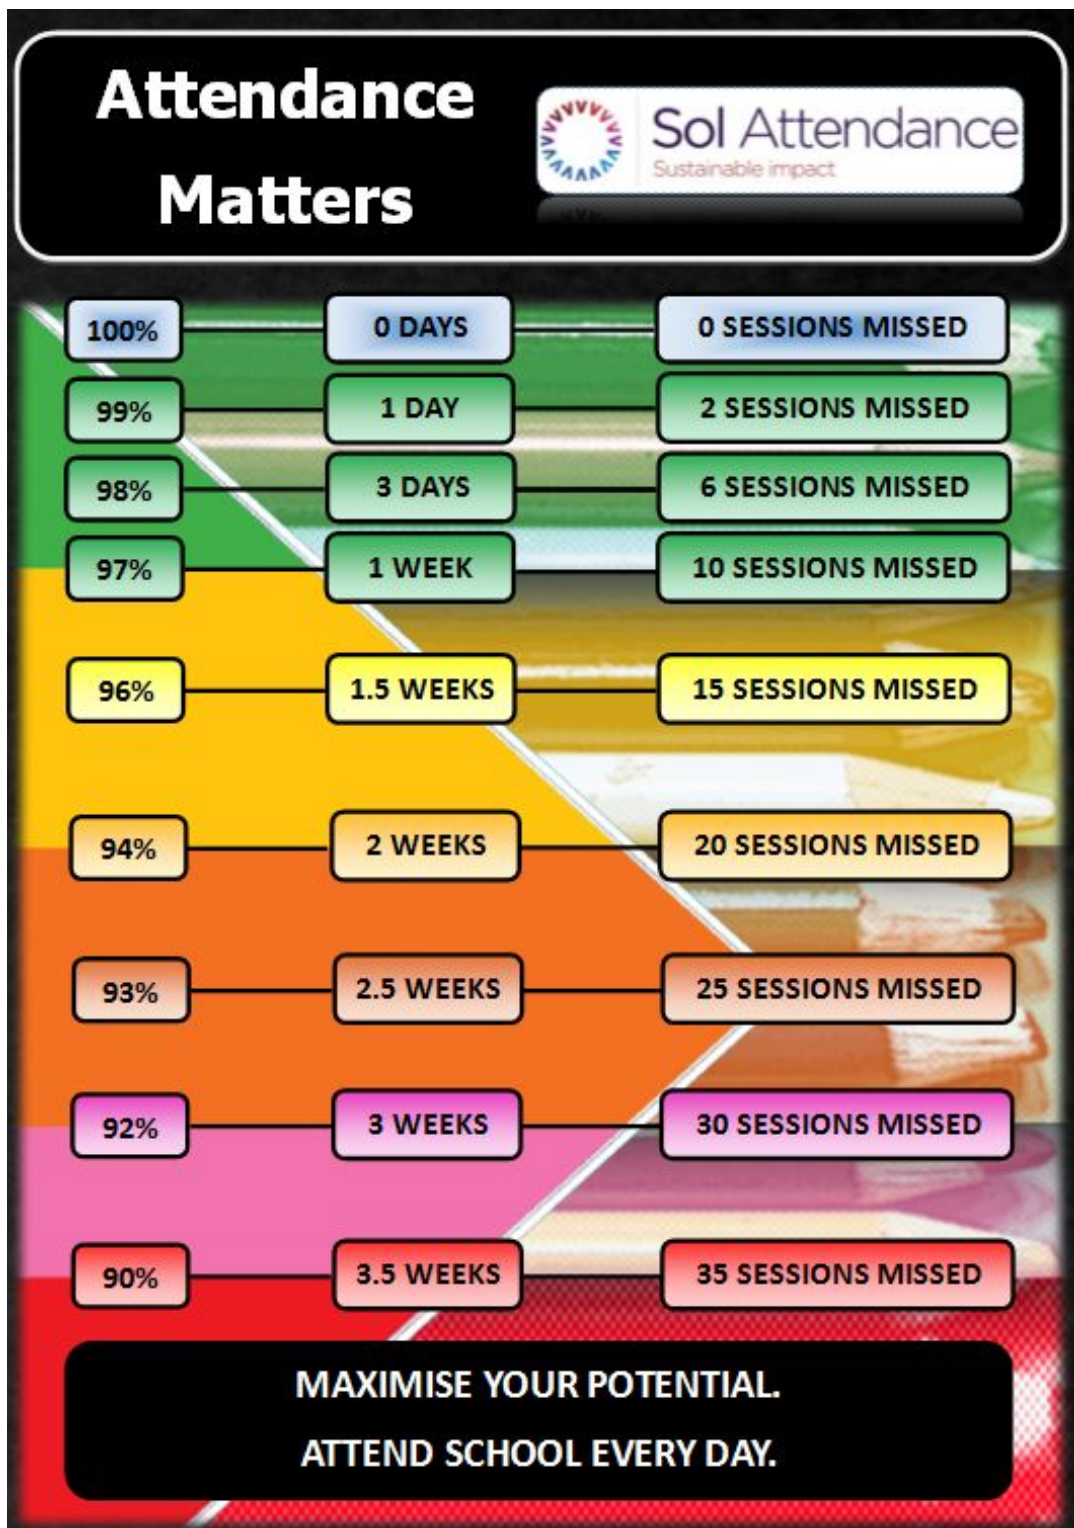 Attendance
Matters
Sol Attendance
Sustainable impact
100% 0 DAYS 0 SESSIONS MISSED
99% 1 DAY 2 SESSIONS MISSED
98% 3 DAYS 6 SESSIONS MISSED
97% 1 WEEK 10 SESSIONS MISSED
96% 1.5 WEEKS 15 SESSIONS MISSED
94% 2 WEEKS 20 SESSIONS MISSED
93% 2.5 WEEKS 25 SESSIONS MISSED
92% 3 WEEKS 30 SESSIONS MISSED
90% 3.5 WEEKS 35 SESSIONS MISSED
MAXIMISE YOUR POTENTIAL.
ATTEND SCHOOL EVERY DAY.